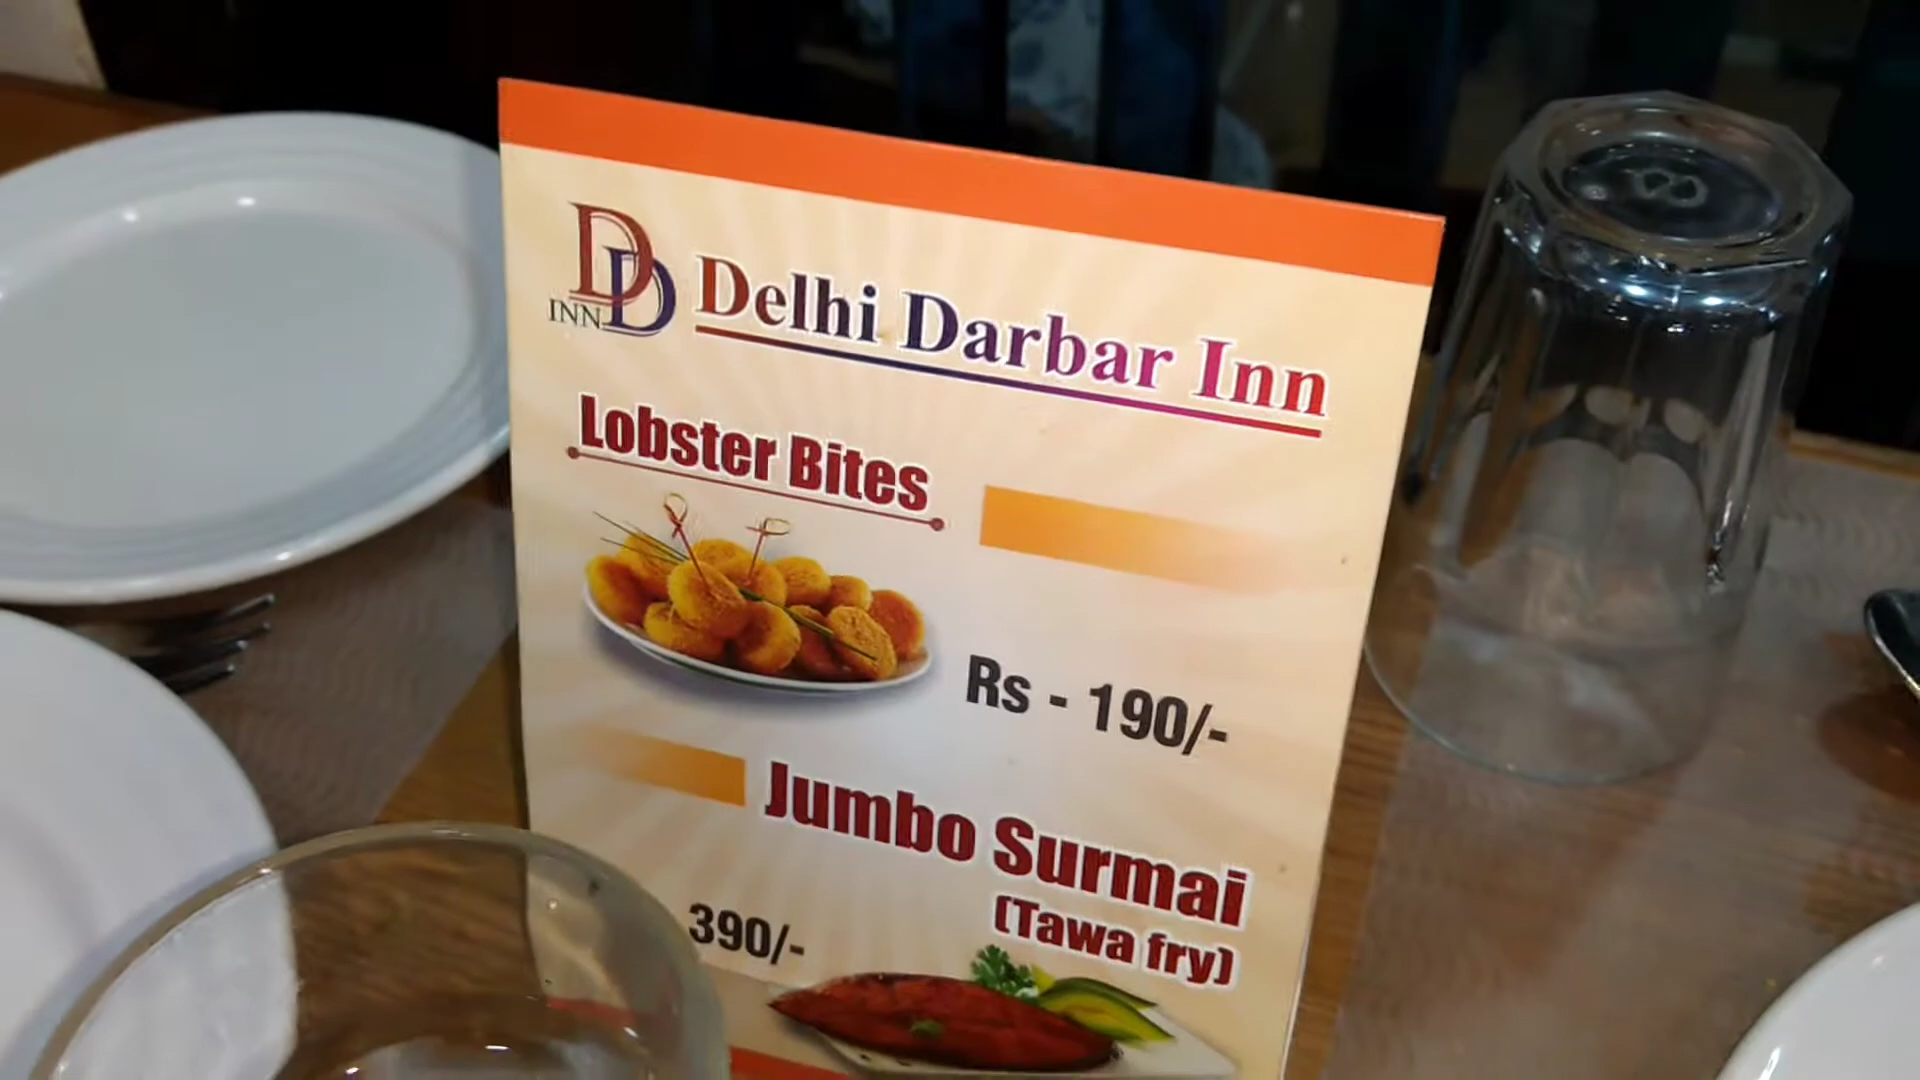 DD
INN
Delhi Darbar Inn
Lobster Bites
Rs - 190/-
Jumbo Surmai
(Tawa fry)
390/-